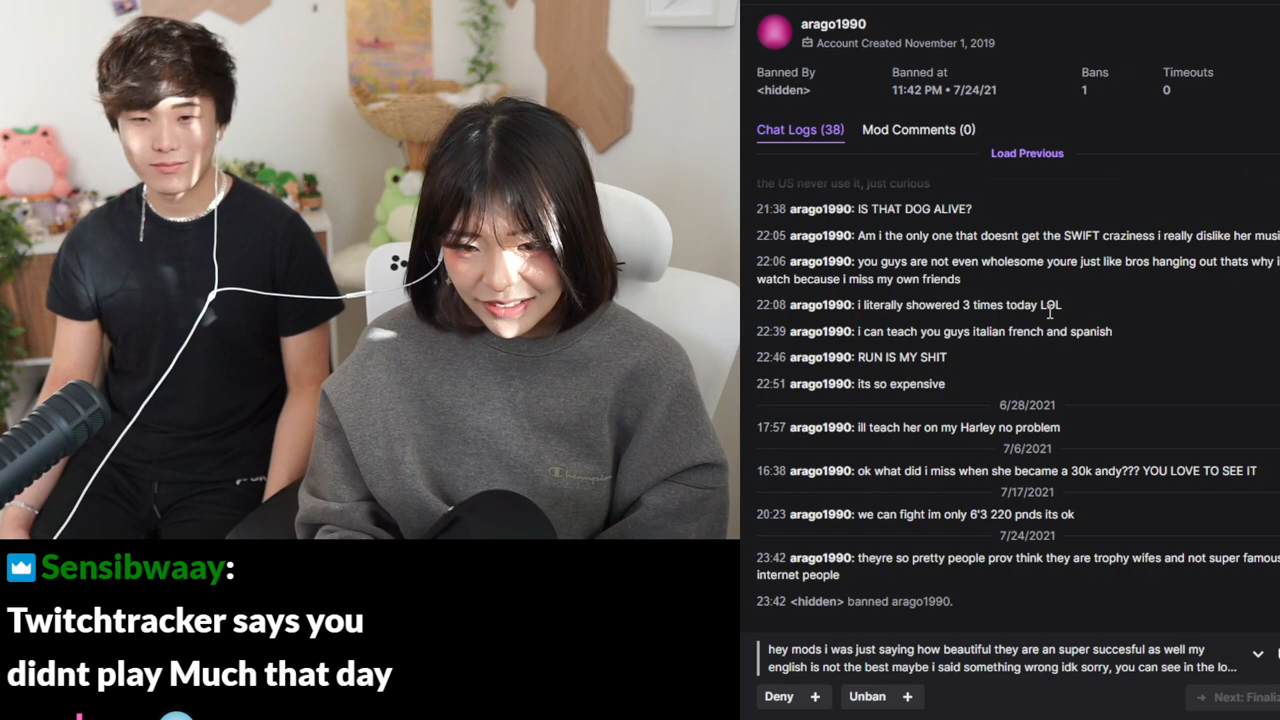 arago1990
Account Created November 1, 2019
Banned By
Banned at
Bans
Timeouts
<hidden>
11:42 PM • 7/24/21
1
0
Chat Logs (38)
Mod Comments (0)
Load Previous
the US never use it, just curious
21:38 arago1990: IS THAT DOG ALIVE?
22:05 arago1990: Am i the only one that doesnt get the SWIFT craziness i really dislike her musi
22:06 arago1990: you guys are not even wholesome youre just like bros hanging out thats why i
watch because i miss my own friends
22:08 arago1990: i literally showered 3 times today LOL
22:39 arago1990: i can teach you guys italian french and spanish
22:46 arago1990: RUN IS MY SHIT
22:51 arago1990: its so expensive
6/28/2021
17:57 arago1990: ill teach her on my Harley no problem
7/6/2021
16:38 arago1990: ok what did i miss when she became a 30k andy??? YOU LOVE TO SEE IT
7/17/2021
20:23 arago1990: we can fight im only 6'3 220 pnds its ok
7/24/2021
23:42 arago1990: theyre so pretty people prov think they are trophy wifes and not super famous
internet people
23:42 <hidden> banned arago1990.
hey mods i was just saying how beautiful they are an super succesful as well my
english is not the best maybe i said something wrong idk sorry, you can see in the lo...
Deny +
Unban +
→ Next: Finali
Champion
Sensibwaay:
Twitchtracker says you
didnt play Much that day